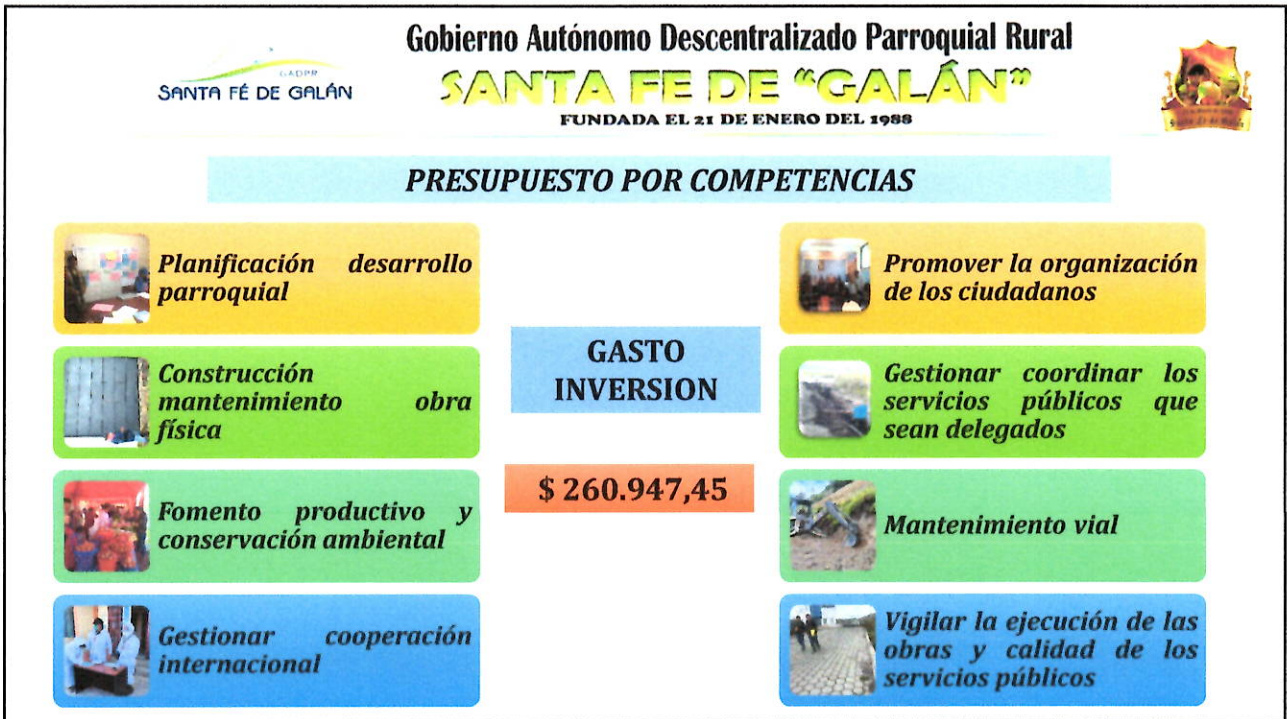 Gobierno Autónomo Descentralizado Parroquial Rural
GADPR
SANTA FÉ DE GALÁN
SANTA FE DE “GALÁN”
FUNDADA EL 21 DE ENERO DEL 1988
PRESUPUESTO POR COMPETENCIAS
Planificación desarrollo
parroquial
Construcción
mantenimiento obra
física
Fomento productivo y
conservación ambiental
Gestionar cooperación
internacional
GASTO
INVERSION
$ 260.947,45
Promover la organización
de los ciudadanos
Gestionar coordinar los
servicios públicos que
sean delegados
Mantenimiento vial
Vigilar la ejecución de las
obras y calidad de los
servicios públicos